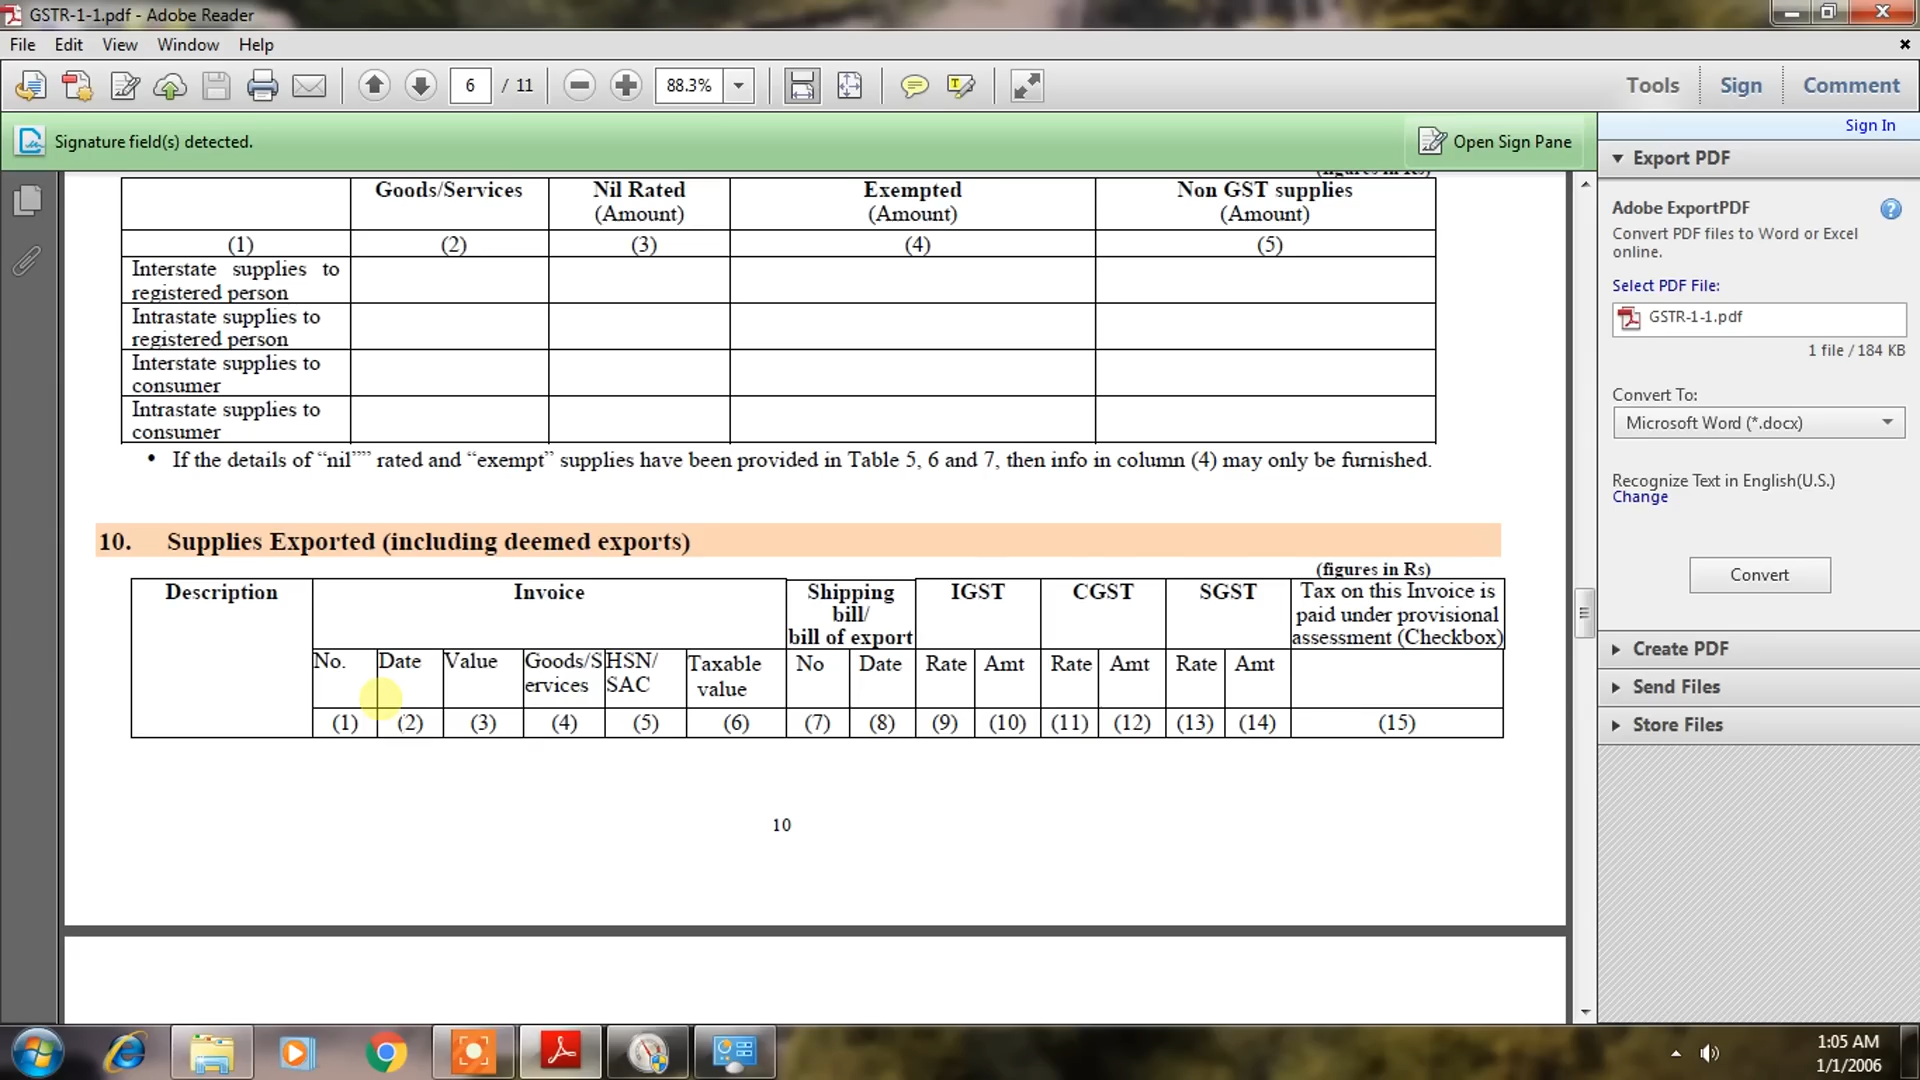 GSTR-1-1.pdf - Adobe Reader
File Edit View Window Help
6 / 11 88.3% Tools Sign Comment
Signature field(s) detected. Open Sign Pane
Sign In
Export PDF
Adobe ExportPDF
Convert PDF files to Word or Excel
online.
Select PDF File:
GSTR-1-1.pdf
1 file / 184 KB
Convert To:
Microsoft Word (*.docx)
Recognize Text in English(U.S.)
Change
Convert
Create PDF
Send Files
Store Files
(figures in Rs)
Goods/Services Nil Rated Exempted Non GST supplies
(Amount) (Amount) (Amount)
(1) (2) (3) (4) (5)
Interstate supplies to
registered person
Intrastate supplies to
registered person
Interstate supplies to
consumer
Intrastate supplies to
consumer
• If the details of “nil”” rated and “exempt” supplies have been provided in Table 5, 6 and 7, then info in column (4) may only be furnished.
10. Supplies Exported (including deemed exports)
(figures in Rs)
Description Invoice Shipping bill/ bill of export IGST CGST SGST Tax on this Invoice is paid under provisional assessment (Checkbox)
No. Date Value Goods/Services HSN/ SAC Taxable value No Date Rate Amt Rate Amt Rate Amt
(1) (2) (3) (4) (5) (6) (7) (8) (9) (10) (11) (12) (13) (14) (15)
10
1:05 AM
1/1/2006